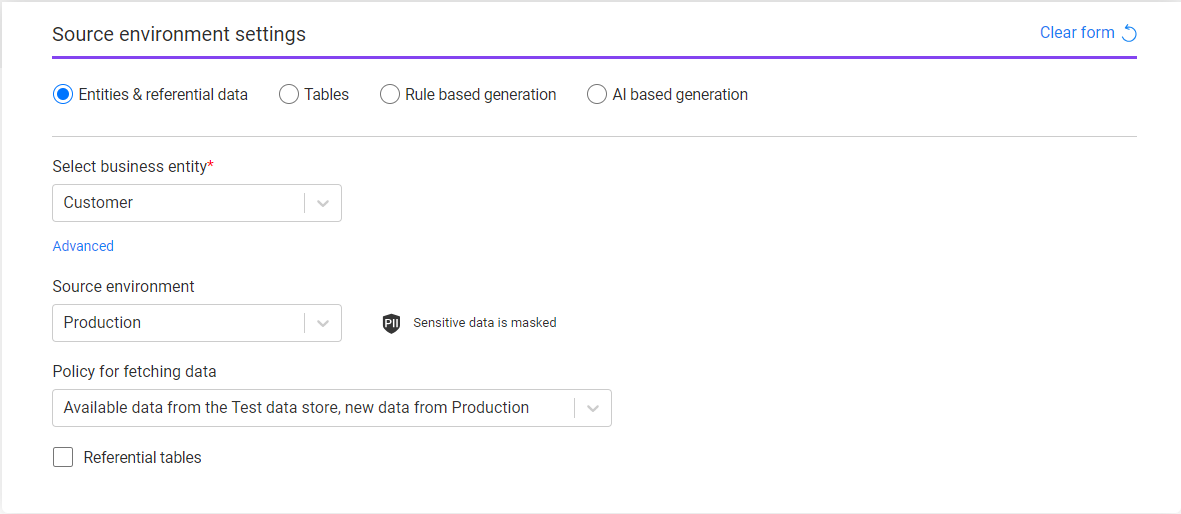 Source environment settings
Clear form
Entities & referential data
Tables
Rule based generation
AI based generation
Select business entity*
Customer
Advanced
Source environment
Production
PII
Sensitive data is masked
Policy for fetching data
Available data from the Test data store, new data from Production
Referential tables